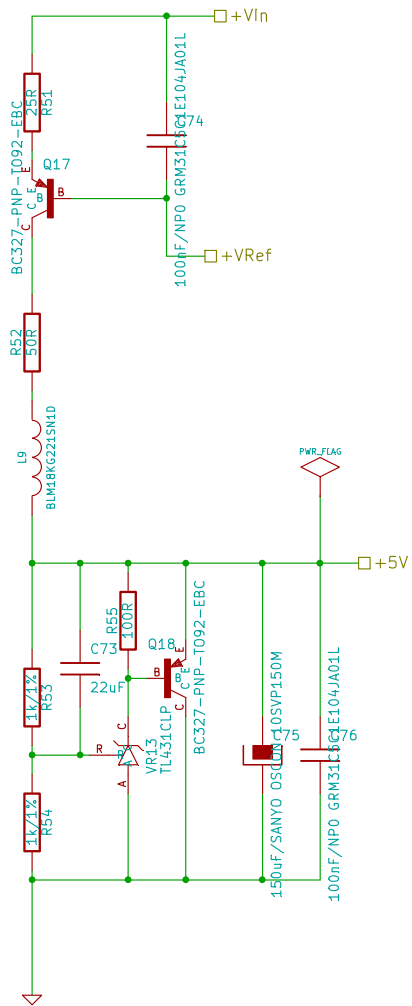 +Vin
25R
R51
C74
100nF/NP0 GRM31C5C1E104JA01L
Q17
BC327-PNP-TO92-EBC
E
E
B
C
B
C
+VRef
R52
50R
L9
BLM18KG221SN1D
PWR_FLAG
+5V
R55
100R
C73
22uF
Q18
BC327-PNP-TO92-EBC
E
E
B
B
C
C
1k/1%
R53
C
R
A
VR13
TL431CLP
C75
150uF/SANYO OSCON 10SVP150M
C76
100nF/NP0 GRM31C5C1E104JA01L
1k/1%
R54